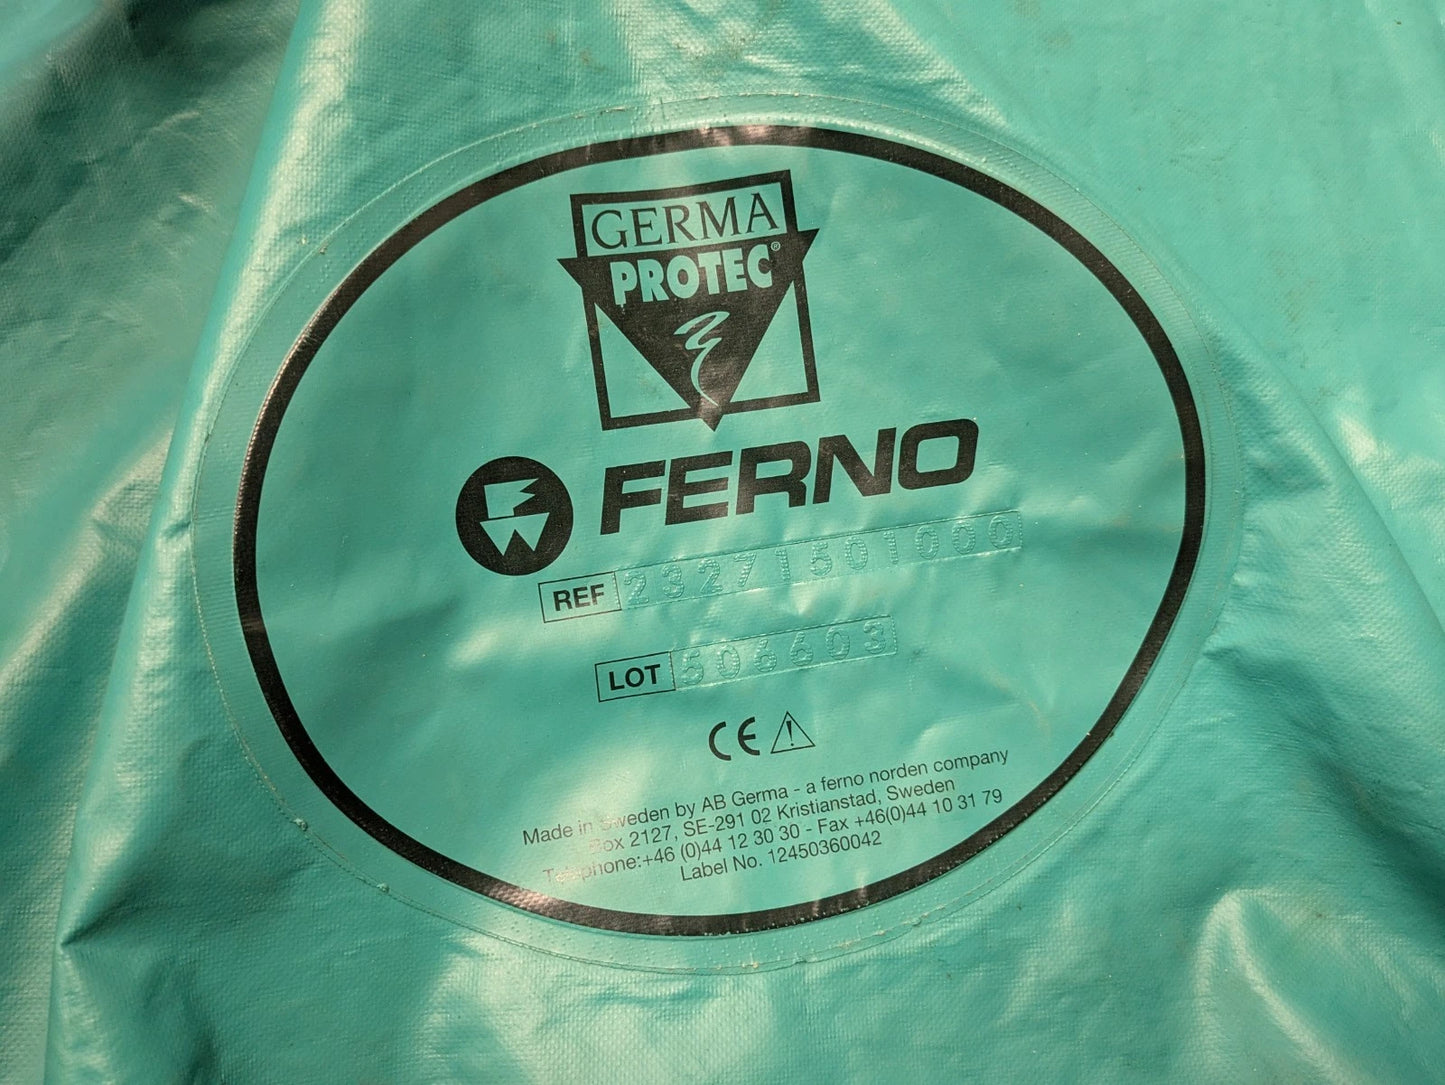 GERMA
PROTEC®
FERNO
REF 23271501000
LOT 506603
CE
Made in Sweden by AB Germa - a ferno norden company
Box 2127, SE-291 02 Kristianstad, Sweden
Telephone:+46 (0)44 12 30 30 - Fax +46(0)44 10 31 79
Label No. 12450360042